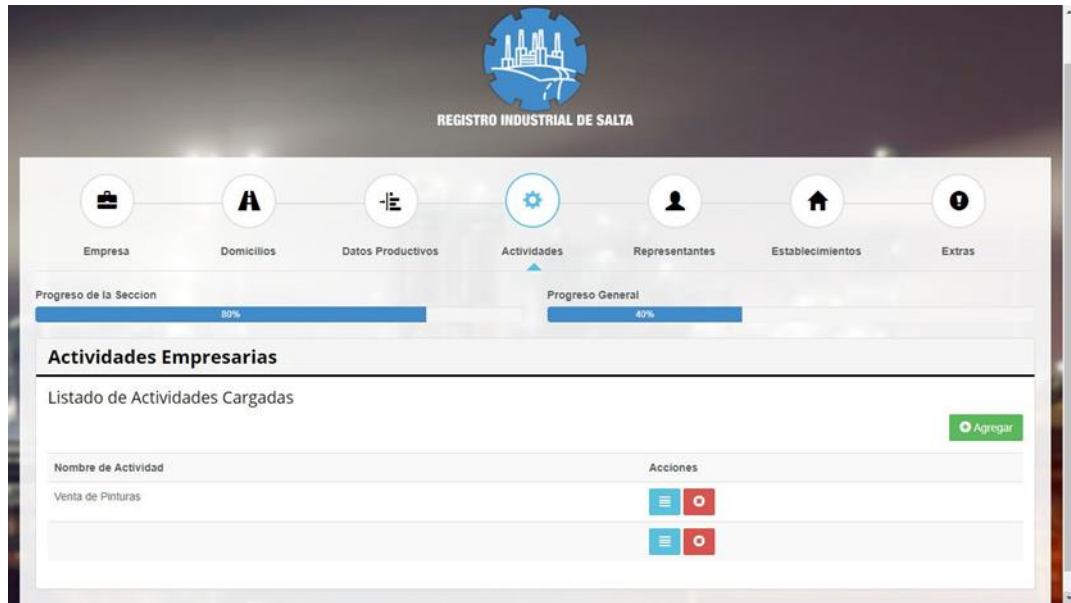 REGISTRO INDUSTRIAL DE SALTA
Empresa
Domicilios
Datos Productivos
Actividades
Representantes
Establecimientos
Extras
Progreso de la Seccion
80%
Progreso General
40%
Actividades Empresarias
Listado de Actividades Cargadas
Agregar
Nombre de Actividad
Acciones
Venta de Pinturas